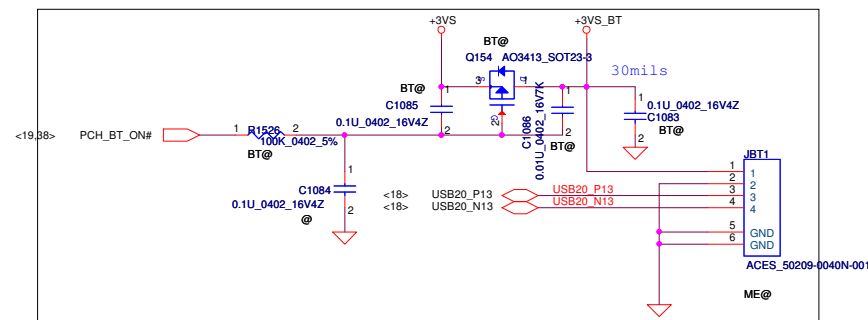 +3VS
+3VS_BT
BT@
Q154
AO3413_SOT23-3
30mils
3
S
D
1
G
2
BT@
C1085
0.1U_0402_16V4Z
1
2
C1086
0.01U_0402_16V7K
1
2
BT@
1
2
0.1U_0402_16V4Z
C1083
BT@
<19,38>
PCH_BT_ON#
1
R1526
2
100K_0402_5%
BT@
1
C1084
2
0.1U_0402_16V4Z
@
<18>
USB20_P13
USB20_P13
<18>
USB20_N13
USB20_N13
JBT1
1
1
2
2
3
3
4
4
5
GND
6
GND
ACES_50209-0040N-001
ME@